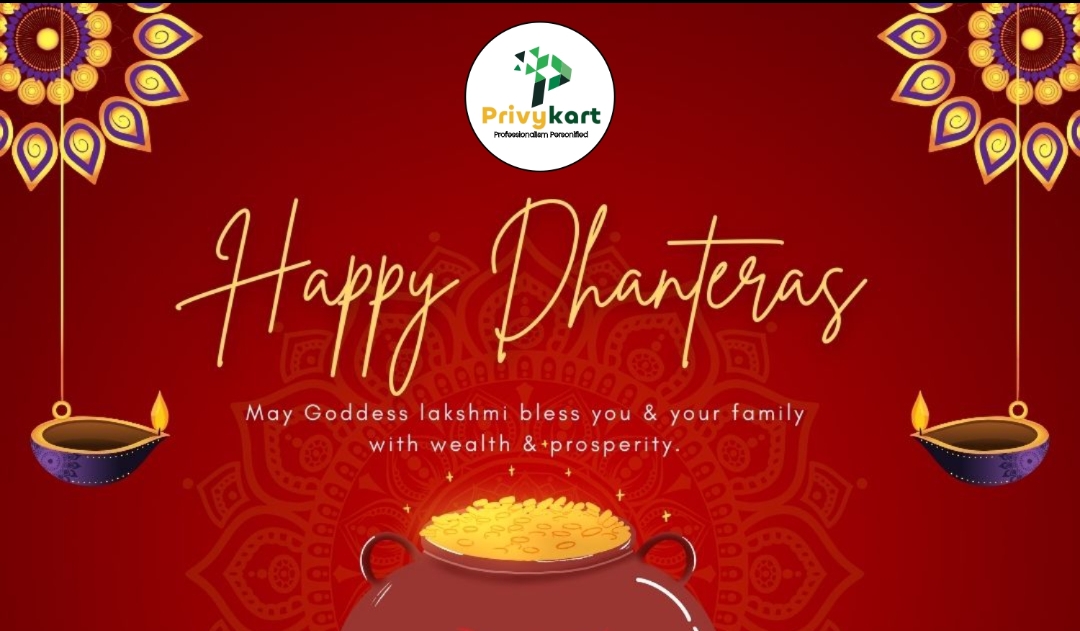 Privykart
Professionalism Personified
Happy Dhanteras
May Goddess lakshmi bless you & your family
with wealth & prosperity.